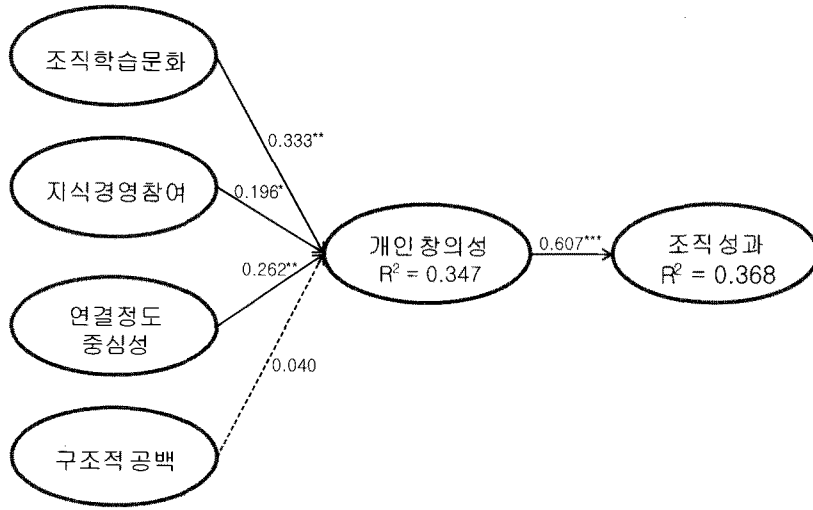 조직학습문화
0.333**
지식경영참여
0.196*
개인창의성
R² = 0.347
0.607***
조직성과
R² = 0.368
0.262**
연결정도
중심성
0.040
구조적공백